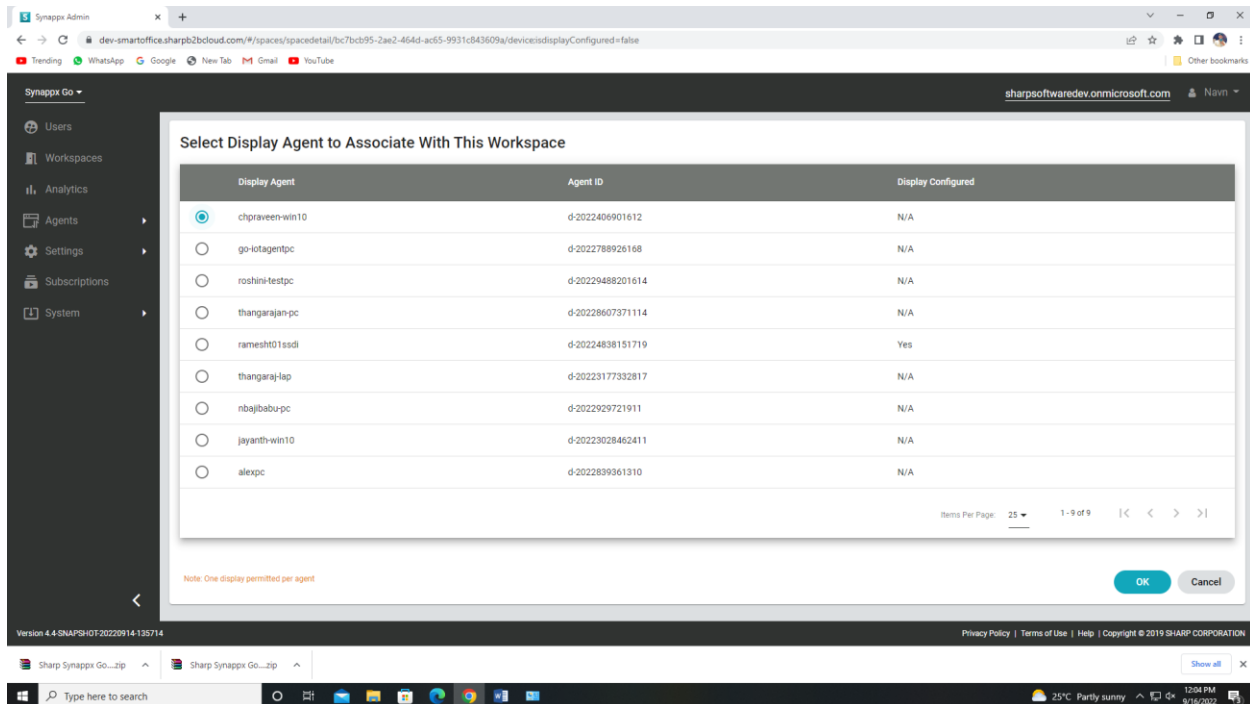 Synappx Admin
dev-smartoffice.sharpb2bcloud.com/#/spaces/spacedetail/bc7bcb95-2ae2-464d-ac65-9931c843609a/device;isdisplayConfigured=false
Trending WhatsApp Google New Tab Gmail YouTube Other bookmarks
Synappx Go sharpsoftwaredev.onmicrosoft.com Navn
Users
Workspaces
Analytics
Agents
Settings
Subscriptions
System
Select Display Agent to Associate With This Workspace
Display Agent Agent ID Display Configured
chpraveen-win10 d-2022406901612 N/A
go-iotagentpc d-2022788926168 N/A
roshini-testpc d-20229488201614 N/A
thangarajan-pc d-20228607371114 N/A
ramesht01ssdi d-20224838151719 Yes
thangaraj-lap d-20223177332817 N/A
nbajibabu-pc d-2022929721911 N/A
jayanth-win10 d-20223028462411 N/A
alexpc d-2022839361310 N/A
Items Per Page: 25 1 - 9 of 9
Note: One display permitted per agent
OK Cancel
Version 4.4-SNAPSHOT-20220914-135714 Privacy Policy | Terms of Use | Help | Copyright © 2019 SHARP CORPORATION
Sharp Synappx Go....zip Sharp Synappx Go....zip Show all
Type here to search 25°C Partly sunny 12:04 PM
9/16/2022